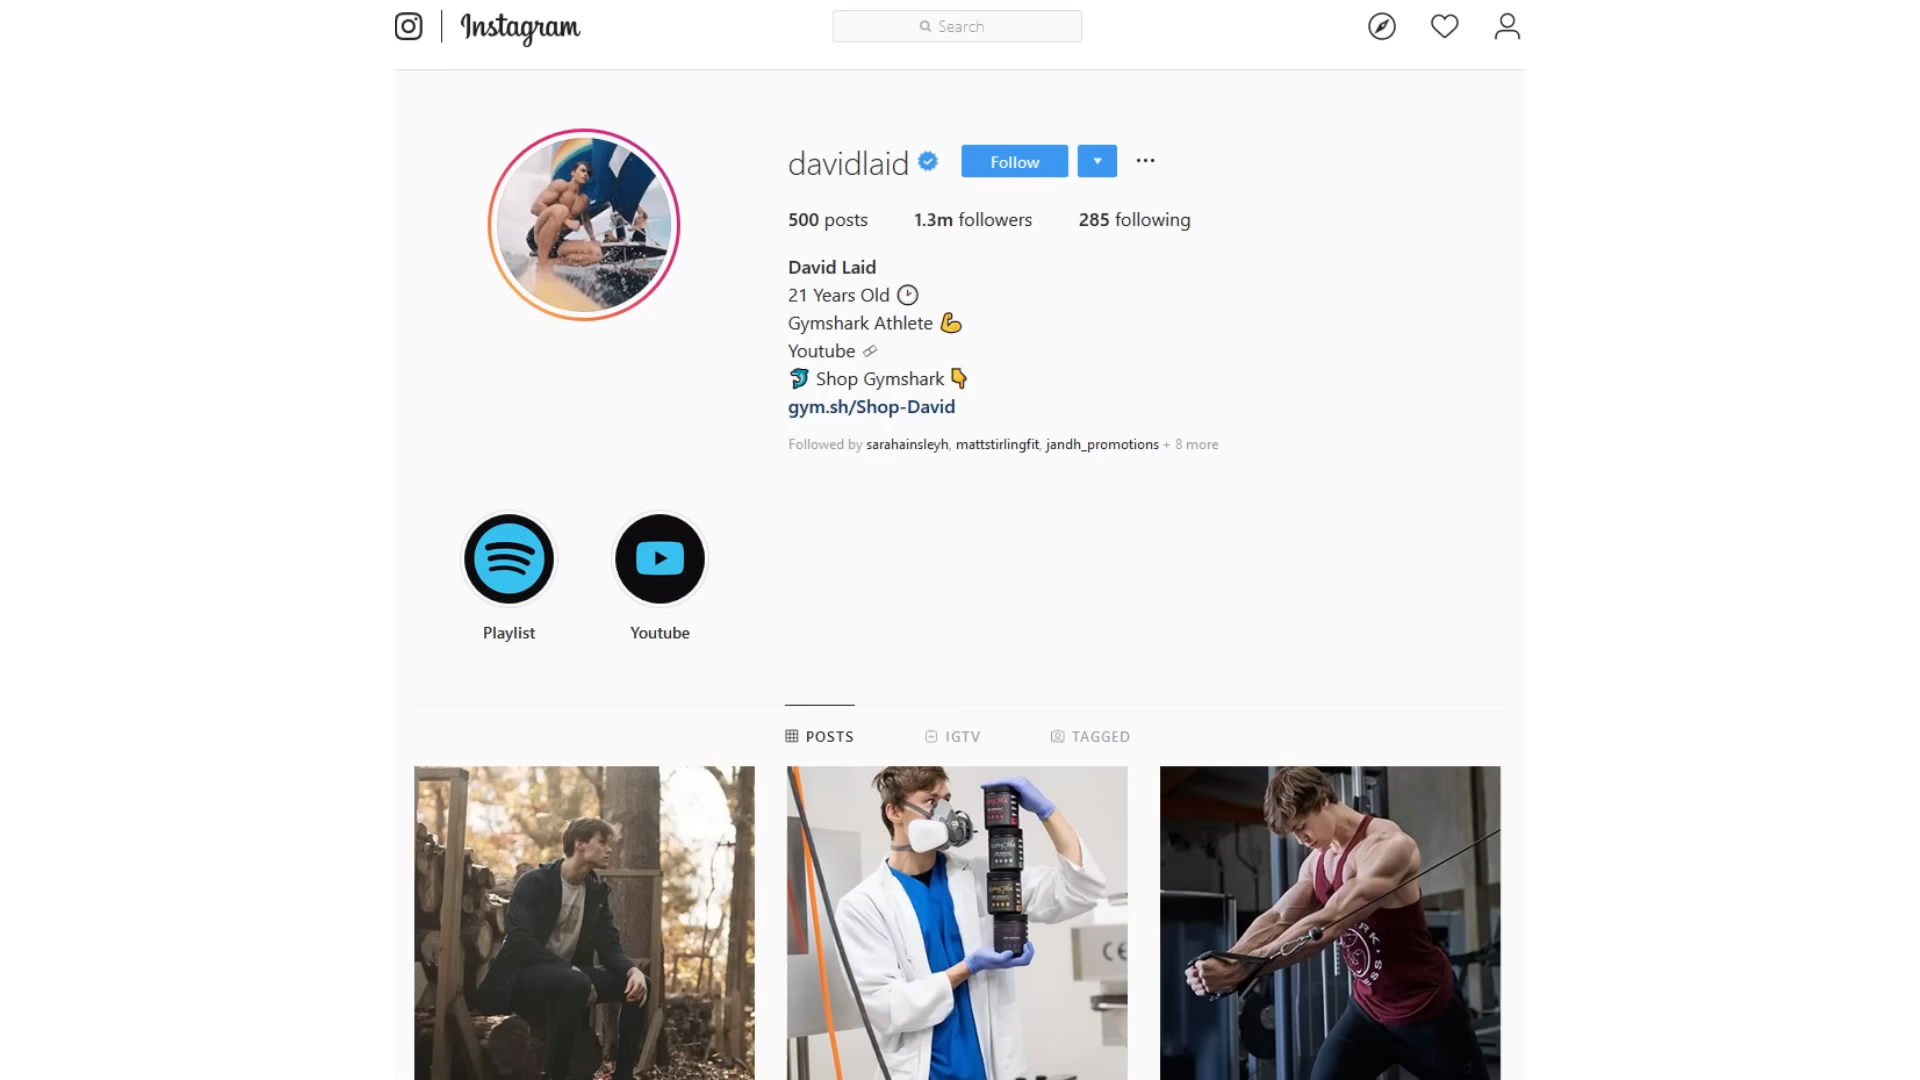 Instagram
Search
davidlaid
Follow
500 posts
1.3m followers
285 following
David Laid
21 Years Old
Gymshark Athlete 💪
Youtube
🐬 Shop Gymshark 👇
gym.sh/Shop-David
Followed by sarahainsleyh, mattstirlingfit, jandh_promotions + 8 more
Playlist
Youtube
POSTS
IGTV
TAGGED